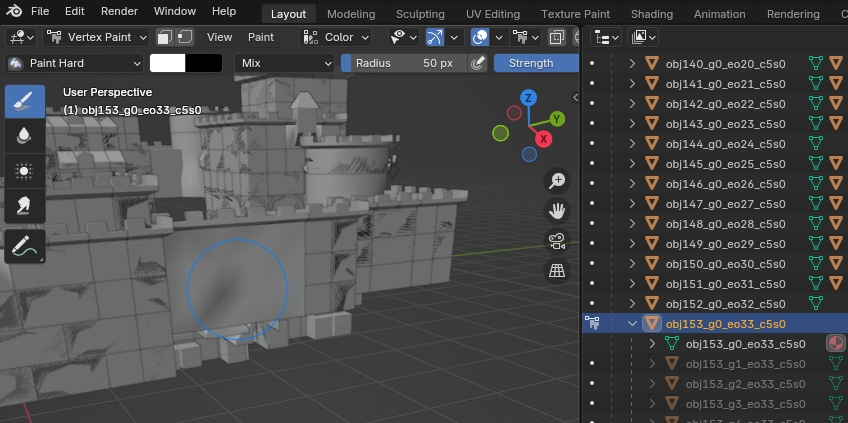 File Edit Render Window Help Layout Modeling Sculpting UV Editing Texture Paint Shading Animation Rendering
Vertex Paint View Paint Color
Paint Hard Mix Radius 50 px Strength
User Perspective
(1) obj153_g0_eo33_c5s0
Z
Y
X
obj140_g0_eo20_c5s0
obj141_g0_eo21_c5s0
obj142_g0_eo22_c5s0
obj143_g0_eo23_c5s0
obj144_g0_eo24_c5s0
obj145_g0_eo25_c5s0
obj146_g0_eo26_c5s0
obj147_g0_eo27_c5s0
obj148_g0_eo28_c5s0
obj149_g0_eo29_c5s0
obj150_g0_eo30_c5s0
obj151_g0_eo31_c5s0
obj152_g0_eo32_c5s0
obj153_g0_eo33_c5s0
obj153_g0_eo33_c5s0
obj153_g1_eo33_c5s0
obj153_g2_eo33_c5s0
obj153_g3_eo33_c5s0